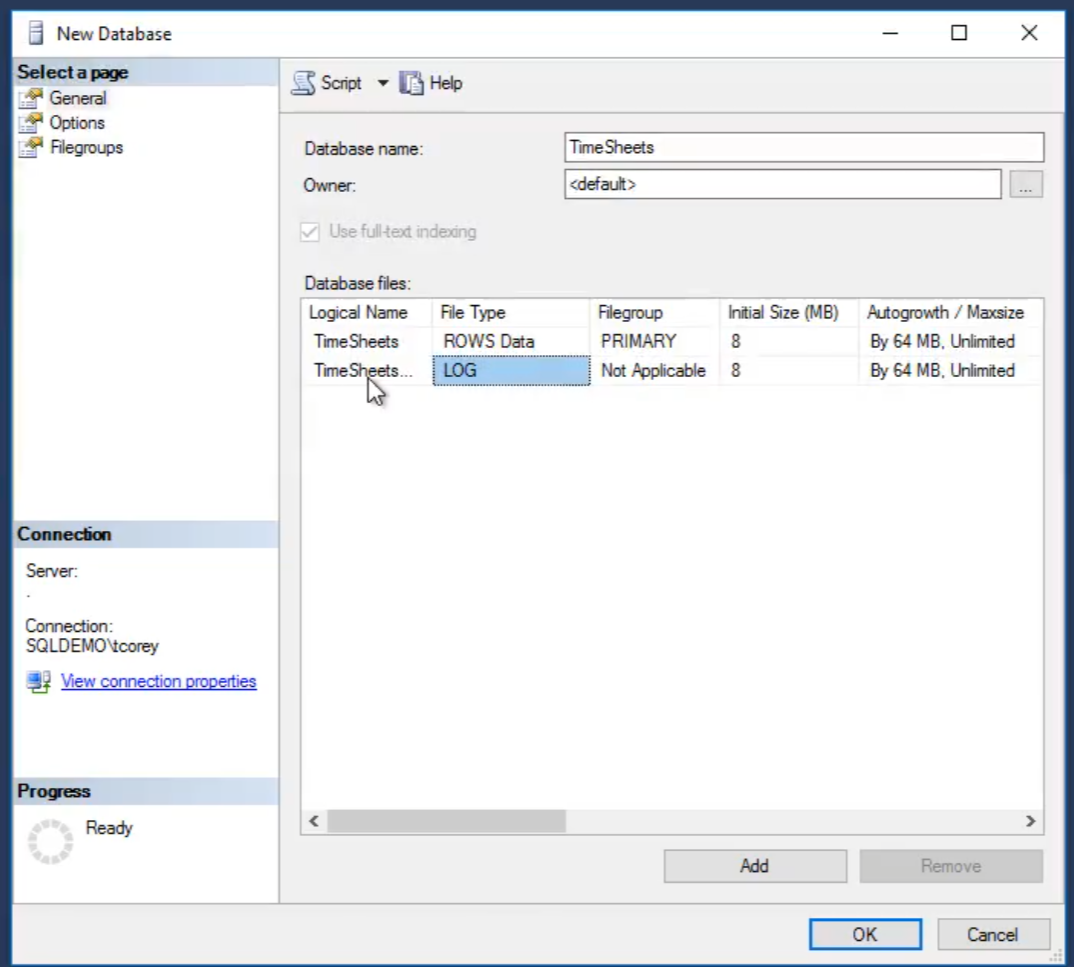 New Database
Select a page
General
Options
Filegroups
Script Help
Database name: TimeSheets
Owner: <default> ...
Use full-text indexing
Database files:
Logical Name File Type Filegroup Initial Size (MB) Autogrowth / Maxsize
TimeSheets ROWS Data PRIMARY 8 By 64 MB, Unlimited
TimeSheets... LOG Not Applicable 8 By 64 MB, Unlimited
Connection
Server:
.
Connection:
SQLDEMO\tcorey
View connection properties
Progress
Ready
Add Remove
OK Cancel